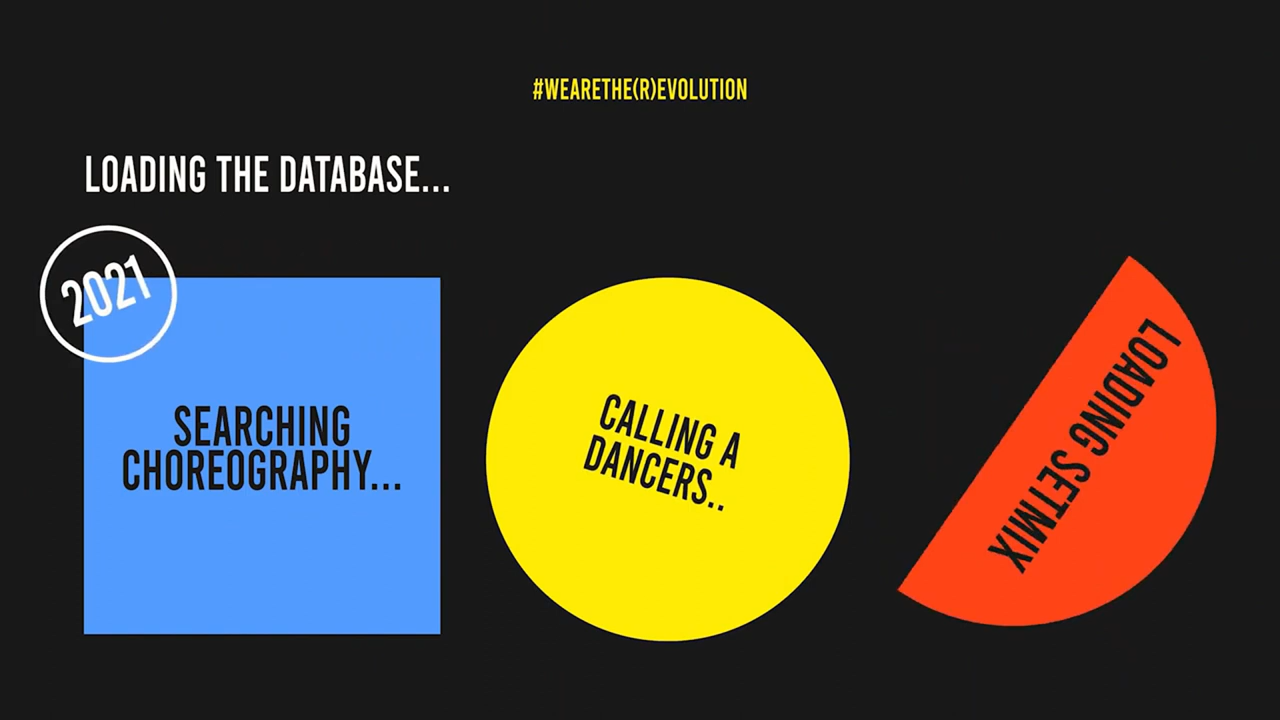 #WEARETHE(R)EVOLUTION
LOADING THE DATABASE...
2021
SEARCHING
CHOREOGRAPHY...
CALLING A
DANCERS..
LOADING SETMIX